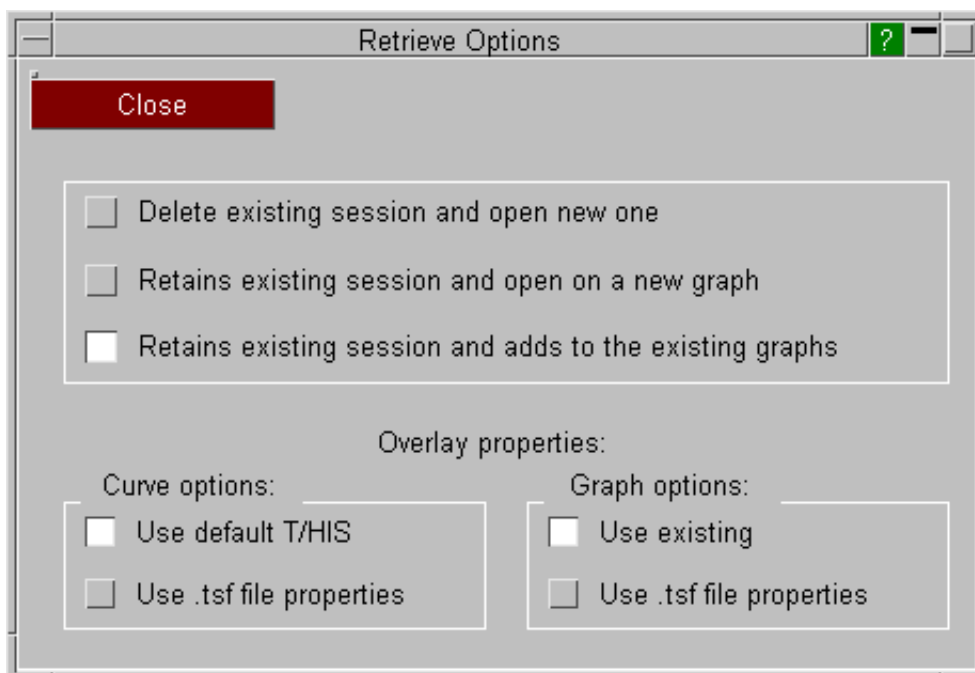 Retrieve Options
?
Close
Delete existing session and open new one
Retains existing session and open on a new graph
Retains existing session and adds to the existing graphs
Overlay properties:
Curve options:
Use default T/HIS
Use .tsf file properties
Graph options:
Use existing
Use .tsf file properties